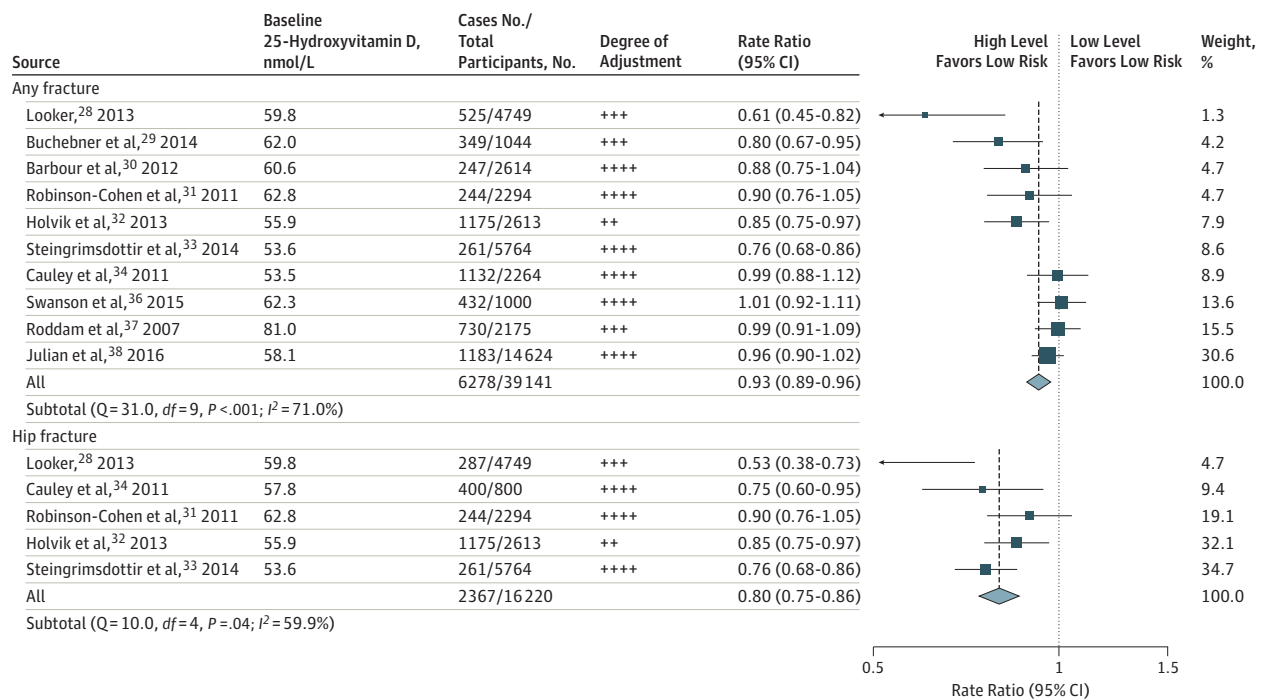 Source Baseline 25-Hydroxyvitamin D, nmol/L Cases No./ Total Participants, No. Degree of Adjustment Rate Ratio (95% CI) High Level Favors Low Risk Low Level Favors Low Risk Weight, %
Any fracture
Looker,28 2013 59.8 525/4749 +++ 0.61 (0.45-0.82) 1.3
Buchebner et al,29 2014 62.0 349/1044 +++ 0.80 (0.67-0.95) 4.2
Barbour et al,30 2012 60.6 247/2614 ++++ 0.88 (0.75-1.04) 4.7
Robinson-Cohen et al,31 2011 62.8 244/2294 ++++ 0.90 (0.76-1.05) 4.7
Holvik et al,32 2013 55.9 1175/2613 ++ 0.85 (0.75-0.97) 7.9
Steingrimsdottir et al,33 2014 53.6 261/5764 ++++ 0.76 (0.68-0.86) 8.6
Cauley et al,34 2011 53.5 1132/2264 ++++ 0.99 (0.88-1.12) 8.9
Swanson et al,36 2015 62.3 432/1000 ++++ 1.01 (0.92-1.11) 13.6
Roddam et al,37 2007 81.0 730/2175 +++ 0.99 (0.91-1.09) 15.5
Julian et al,38 2016 58.1 1183/14 624 ++++ 0.96 (0.90-1.02) 30.6
All 6278/39 141 0.93 (0.89-0.96) 100.0
Subtotal (Q = 31.0, df = 9, P <.001; I2 = 71.0%)
Hip fracture
Looker,28 2013 59.8 287/4749 +++ 0.53 (0.38-0.73) 4.7
Cauley et al,34 2011 57.8 400/800 ++++ 0.75 (0.60-0.95) 9.4
Robinson-Cohen et al,31 2011 62.8 244/2294 ++++ 0.90 (0.76-1.05) 19.1
Holvik et al,32 2013 55.9 1175/2613 ++ 0.85 (0.75-0.97) 32.1
Steingrimsdottir et al,33 2014 53.6 261/5764 ++++ 0.76 (0.68-0.86) 34.7
All 2367/16 220 0.80 (0.75-0.86) 100.0
Subtotal (Q = 10.0, df = 4, P =.04; I2 = 59.9%)
0.5 1 1.5
Rate Ratio (95% CI)